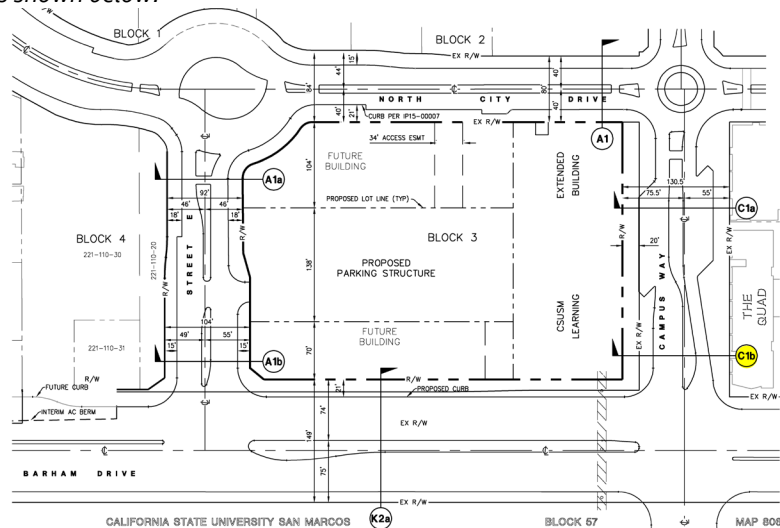 BLOCK 1
BLOCK 2
EX R/W
15'
44'
84'
40'
80'
40'
40'
NORTH CITY DRIVE
21'
CURB PER IP15-00007
EX R/W
34' ACCESS ESMT
A1
A1a
104'
FUTURE
BUILDING
EXTENDED
BUILDING
130.5'
75.5'
55'
C1a
92'
46'
46'
18'
18'
R/W
R/W
R/W
R/W
PROPOSED LOT LINE (TYP)
BLOCK 4
221-110-30
221-110-20
STREET E
BLOCK 3
138'
PROPOSED
PARKING STRUCTURE
20'
CAMPUS WAY
THE
QUAD
CSUSM LEARNING
104'
49'
55'
15'
15'
70'
FUTURE
BUILDING
221-110-31
A1b
C1b
R/W
R/W
FUTURE CURB
PROPOSED CURB
21'
EX R/W
INTERIM AC BERM
74'
149'
75'
EX R/W
BARHAM DRIVE
EX R/W
CALIFORNIA STATE UNIVERSITY SAN MARCOS
K2a
BLOCK 57